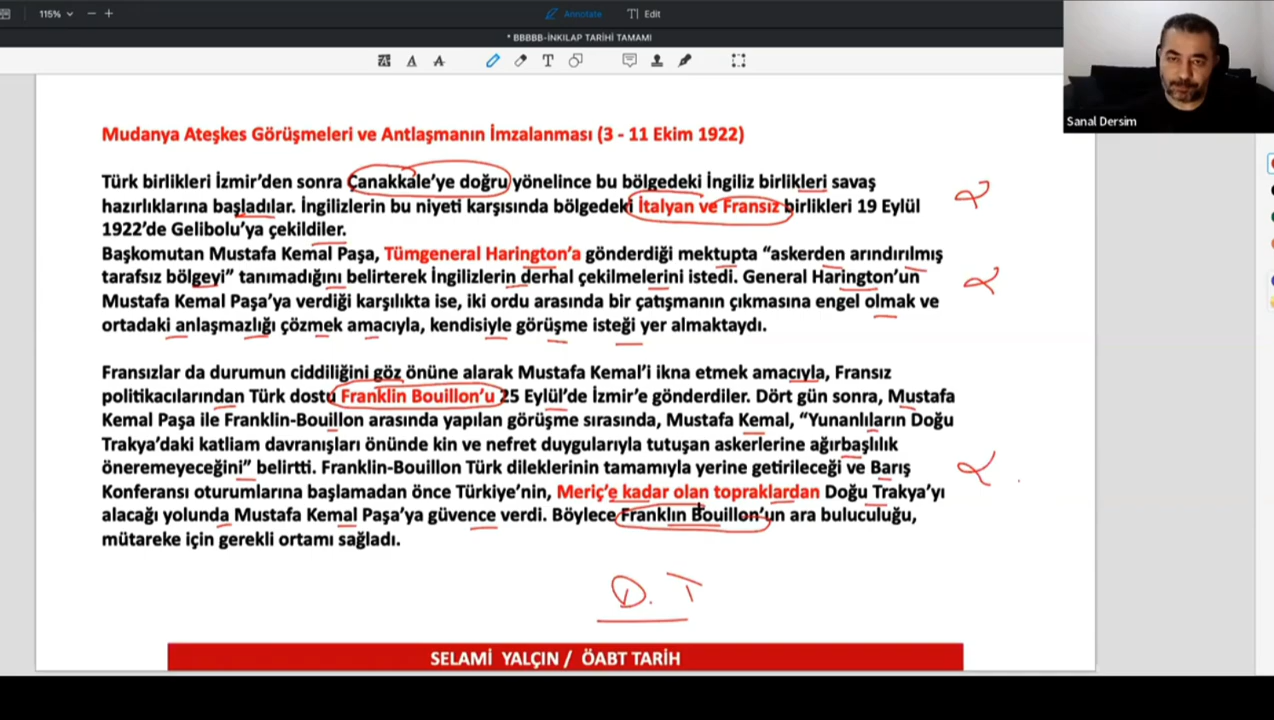 115%
Annotate
Edit
* BBBBB-İNKILAP TARİHİ TAMAMI
Sanal Dersim
Mudanya Ateşkes Görüşmeleri ve Antlaşmanın İmzalanması (3 - 11 Ekim 1922)
Türk birlikleri İzmir’den sonra Çanakkale’ye doğru yönelince bu bölgedeki İngiliz birlikleri savaş
hazırlıklarına başladılar. İngilizlerin bu niyeti karşısında bölgedeki İtalyan ve Fransız birlikleri 19 Eylül
1922’de Gelibolu’ya çekildiler.
Başkomutan Mustafa Kemal Paşa, Tümgeneral Harington’a gönderdiği mektupta “askerden arındırılmış
tarafsız bölgeyi” tanımadığını belirterek İngilizlerin derhal çekilmelerini istedi. General Harington’un
Mustafa Kemal Paşa’ya verdiği karşılıkta ise, iki ordu arasında bir çatışmanın çıkmasına engel olmak ve
ortadaki anlaşmazlığı çözmek amacıyla, kendisiyle görüşme isteği yer almaktaydı.
Fransızlar da durumun ciddiliğini göz önüne alarak Mustafa Kemal’i ikna etmek amacıyla, Fransız
politikacılarından Türk dostu Franklin Bouillon’u 25 Eylül’de İzmir’e gönderdiler. Dört gün sonra, Mustafa
Kemal Paşa ile Franklin-Bouillon arasında yapılan görüşme sırasında, Mustafa Kemal, “Yunanlıların Doğu
Trakya’daki katliam davranışları önünde kin ve nefret duygularıyla tutuşan askerlerine ağırbaşlılık
öneremeyeceğini” belirtti. Franklin-Bouillon Türk dileklerinin tamamıyla yerine getirileceği ve Barış
Konferansı oturumlarına başlamadan önce Türkiye’nin, Meriç’e kadar olan topraklardan Doğu Trakya’yı
alacağı yolunda Mustafa Kemal Paşa’ya güvence verdi. Böylece Franklın Bouillon’un ara buluculuğu,
mütareke için gerekli ortamı sağladı.
D. T
SELAMİ YALÇIN / ÖABT TARİH